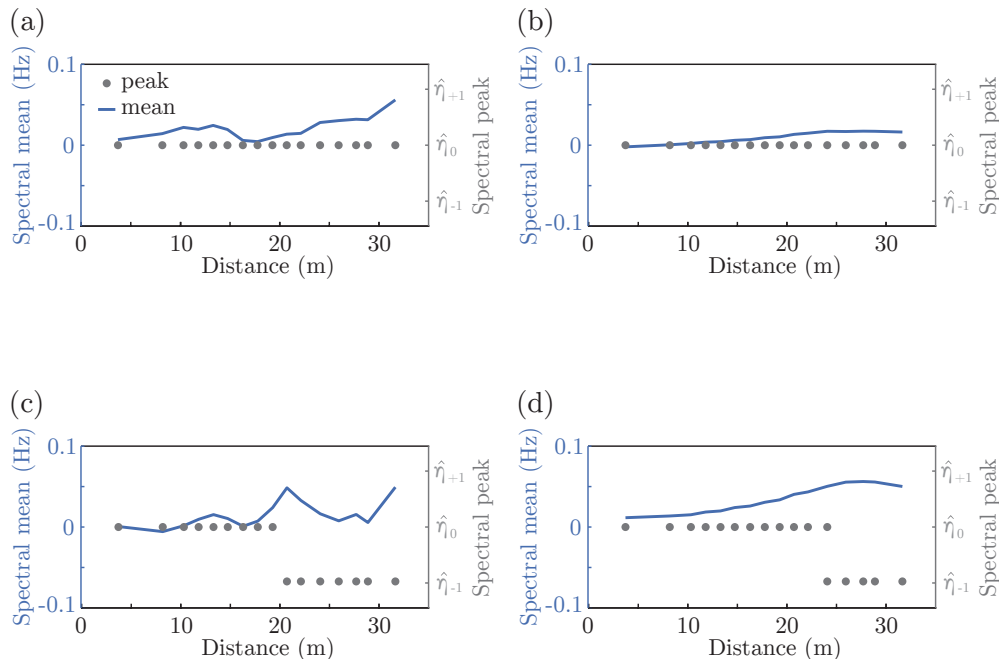 (a)
Spectral mean (Hz)
0.1
0
-0.1
peak
mean
η̂₊₁
η̂₀
η̂₋₁
Spectral peak
0 10 20 30
Distance (m)
(b)
Spectral mean (Hz)
0.1
0
-0.1
η̂₊₁
η̂₀
η̂₋₁
Spectral peak
0 10 20 30
Distance (m)
(c)
Spectral mean (Hz)
0.1
0
-0.1
η̂₊₁
η̂₀
η̂₋₁
Spectral peak
0 10 20 30
Distance (m)
(d)
Spectral mean (Hz)
0.1
0
-0.1
η̂₊₁
η̂₀
η̂₋₁
Spectral peak
0 10 20 30
Distance (m)